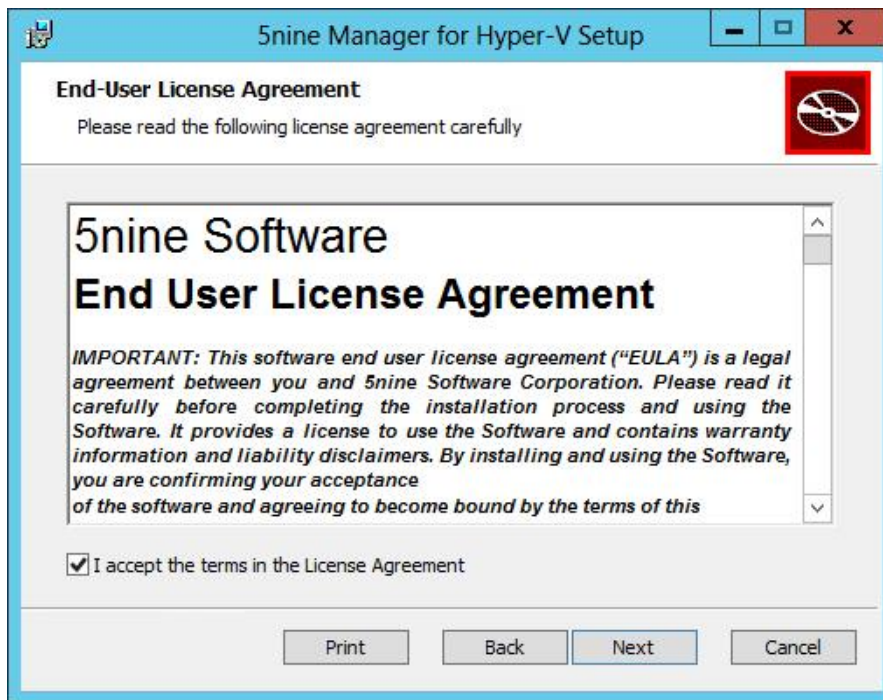 5nine Manager for Hyper-V Setup
End-User License Agreement
Please read the following license agreement carefully
5nine Software
End User License Agreement
IMPORTANT: This software end user license agreement (“EULA”) is a legal
agreement between you and 5nine Software Corporation. Please read it
carefully before completing the installation process and using the
Software. It provides a license to use the Software and contains warranty
information and liability disclaimers. By installing and using the Software,
you are confirming your acceptance
of the software and agreeing to become bound by the terms of this
I accept the terms in the License Agreement
Print Back Next Cancel